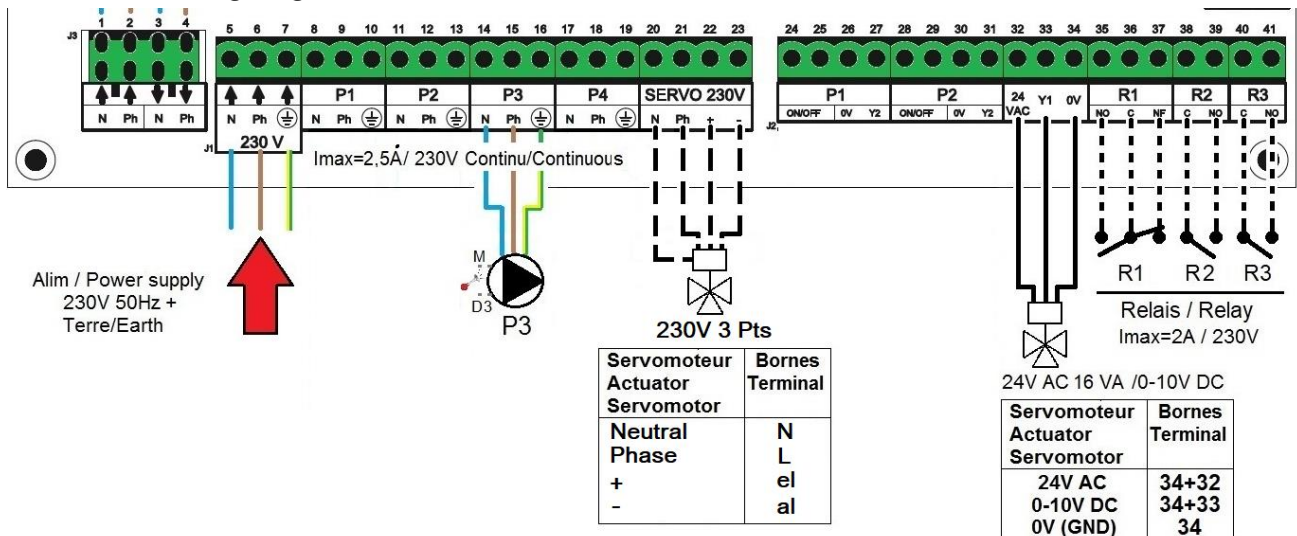 1 2 3 4 5 6 7 8 9 10 11 12 13 14 15 16 17 18 19 20 21 22 23 24 25 26 27 28 29 30 31 32 33 34 35 36 37 38 39 40 41
J3
P1 P2 P3 P4 SERVO 230V P1 P2 24 VAC Y1 0V R1 R2 R3
N Ph N Ph N Ph N Ph N Ph N Ph N Ph N Ph + - ON/OFF 0V Y2 ON/OFF 0V Y2 NO C NF C NO C NO
J1 230 V
J2
Imax=2,5A/ 230V Continu/Continuous
Alim / Power supply
230V 50Hz +
Terre/Earth
M
D3
P3
230V 3 Pts
Servomoteur Bornes
Actuator Terminal
Servomotor
Neutral N
Phase L
+ el
- al
R1 R2 R3
Relais / Relay
Imax=2A / 230V
24V AC 16 VA /0-10V DC
Servomoteur Bornes
Actuator Terminal
Servomotor
24V AC 34+32
0-10V DC 34+33
0V (GND) 34